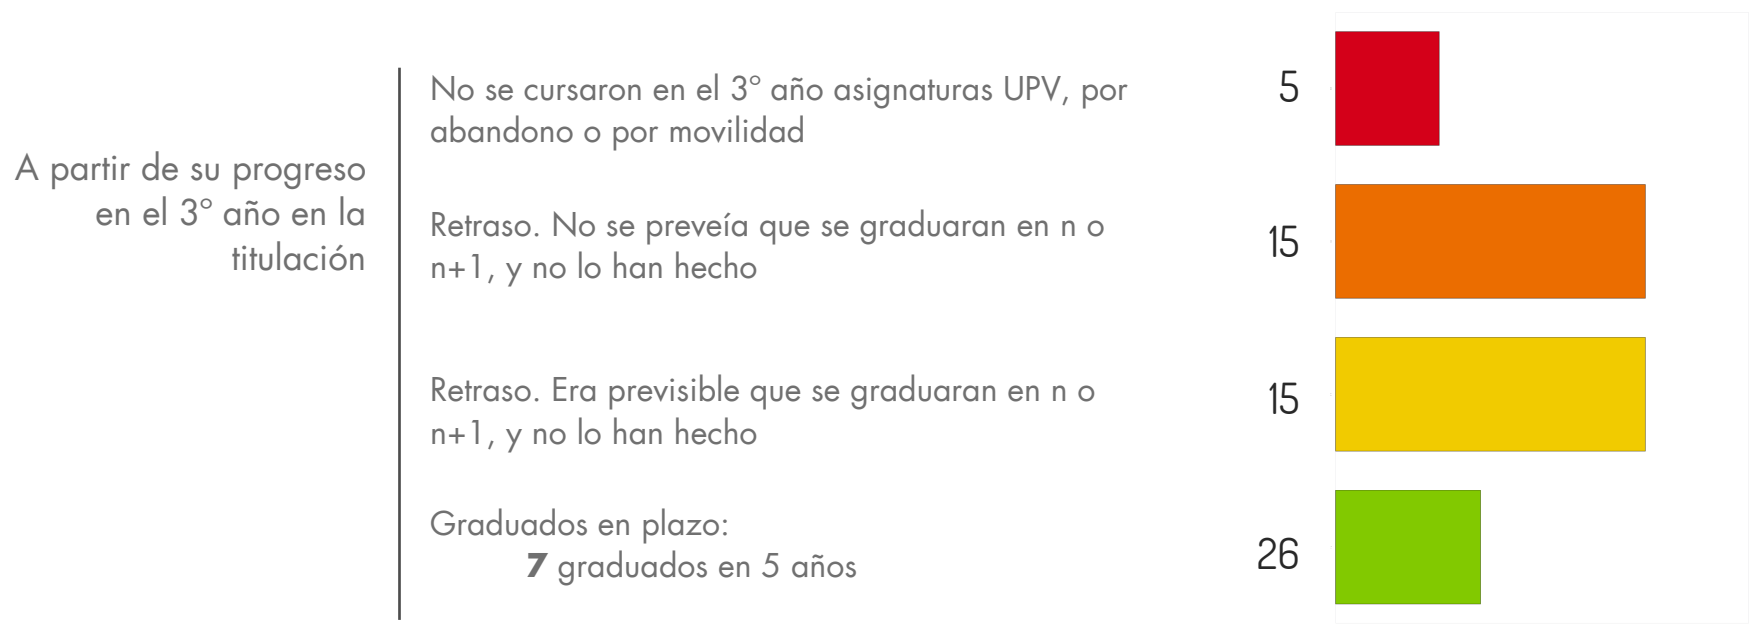 A partir de su progreso
en el 3º año en la
titulación
No se cursaron en el 3º año asignaturas UPV, por
abandono o por movilidad
5
Retraso. No se preveía que se graduaran en n o
n+1, y no lo han hecho
15
Retraso. Era previsible que se graduaran en n o
n+1, y no lo han hecho
15
Graduados en plazo:
7 graduados en 5 años
26